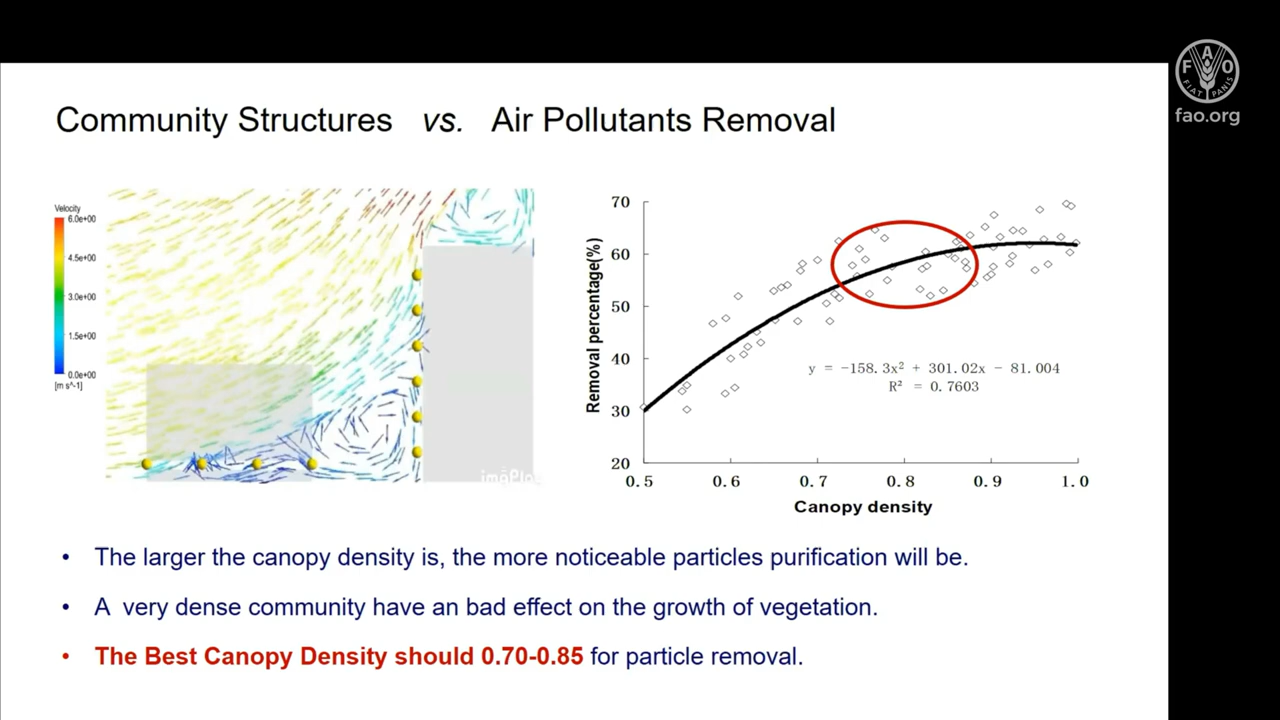 F A O
FIAT PANIS
fao.org
Community Structures vs. Air Pollutants Removal
Velocity
6.0e+00
4.5e+00
3.0e+00
1.5e+00
0.0e+00
[m s^-1]
Removal percentage(%)
70
60
50
40
30
20
y = -158.3x² + 301.02x - 81.004
R² = 0.7603
0.5 0.6 0.7 0.8 0.9 1.0
Canopy density
• The larger the canopy density is, the more noticeable particles purification will be.
• A very dense community have an bad effect on the growth of vegetation.
• The Best Canopy Density should 0.70-0.85 for particle removal.